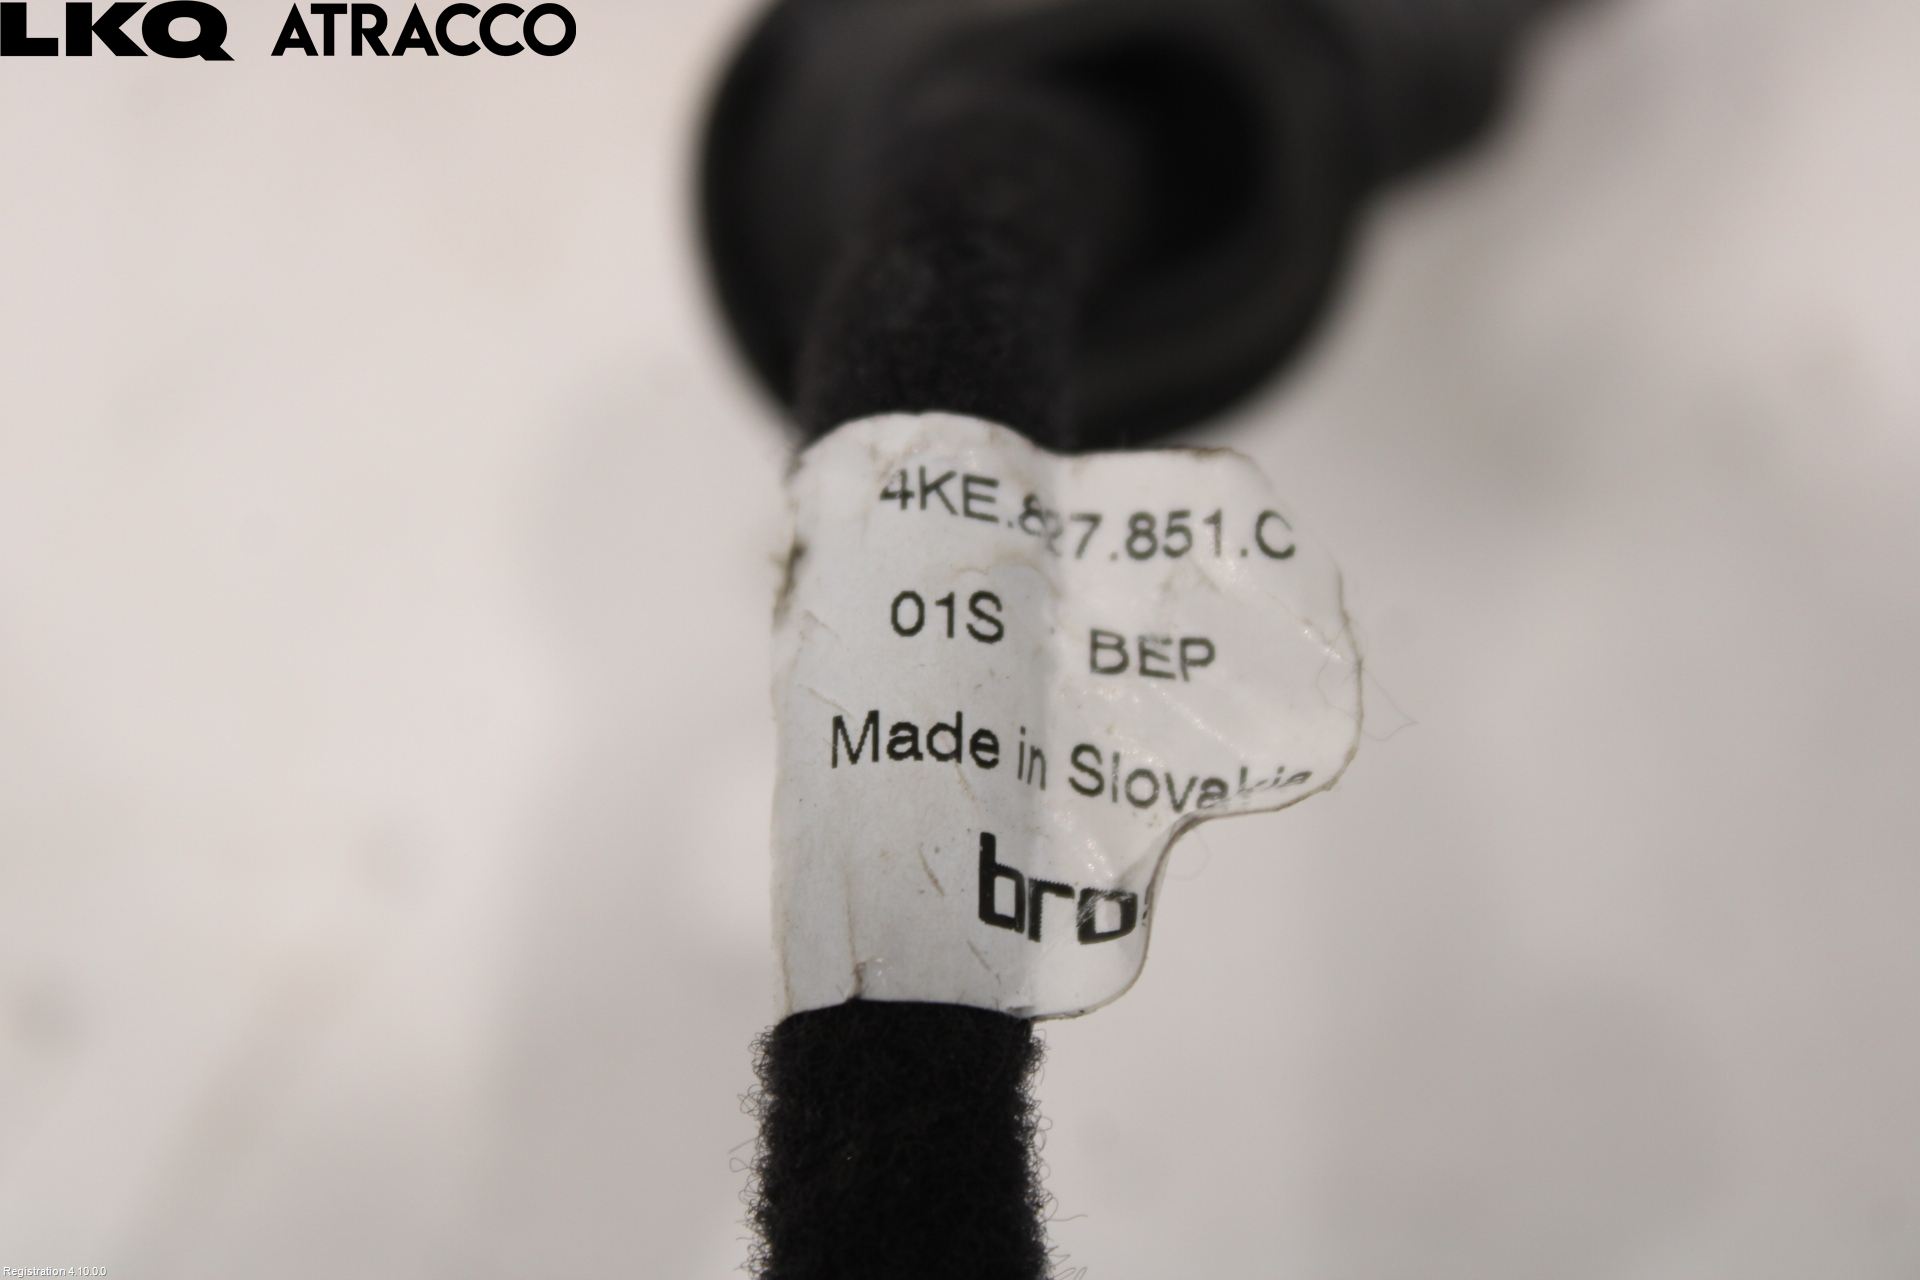 LKQ ATRACCO
4KE.827.851.C
01S BEP
Made in Slovakia
bro
Registration 4.10.0.0